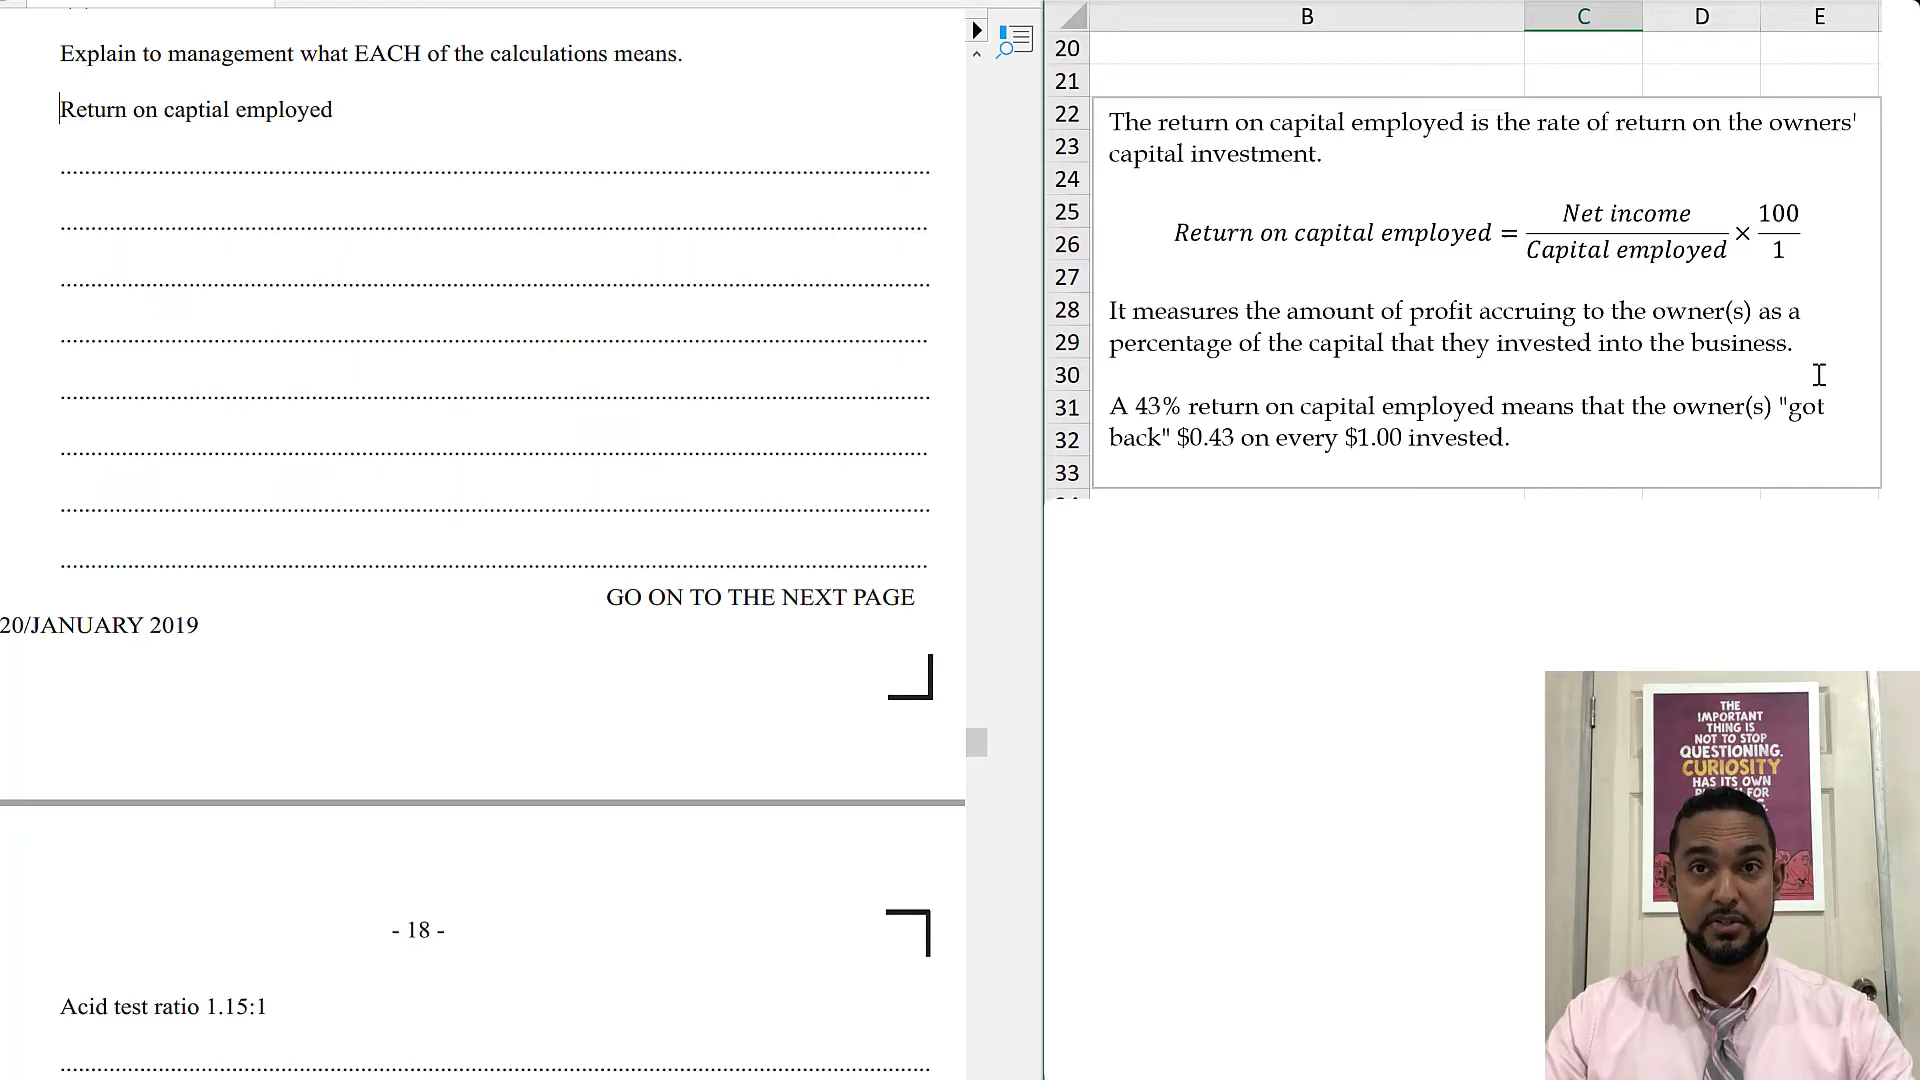 Explain to management what EACH of the calculations means.
Return on captial employed
GO ON TO THE NEXT PAGE
20/JANUARY 2019
- 18 -
Acid test ratio 1.15:1
B C D E
20
21
22
23
24
25
26
27
28
29
30
31
32
33
The return on capital employed is the rate of return on the owners'
capital investment.
Return on capital employed = Net income / Capital employed × 100 / 1
It measures the amount of profit accruing to the owner(s) as a
percentage of the capital that they invested into the business.
A 43% return on capital employed means that the owner(s) "got
back" $0.43 on every $1.00 invested.
THE
IMPORTANT
THING IS
NOT TO STOP
QUESTIONING.
CURIOSITY
HAS ITS OWN
FOR